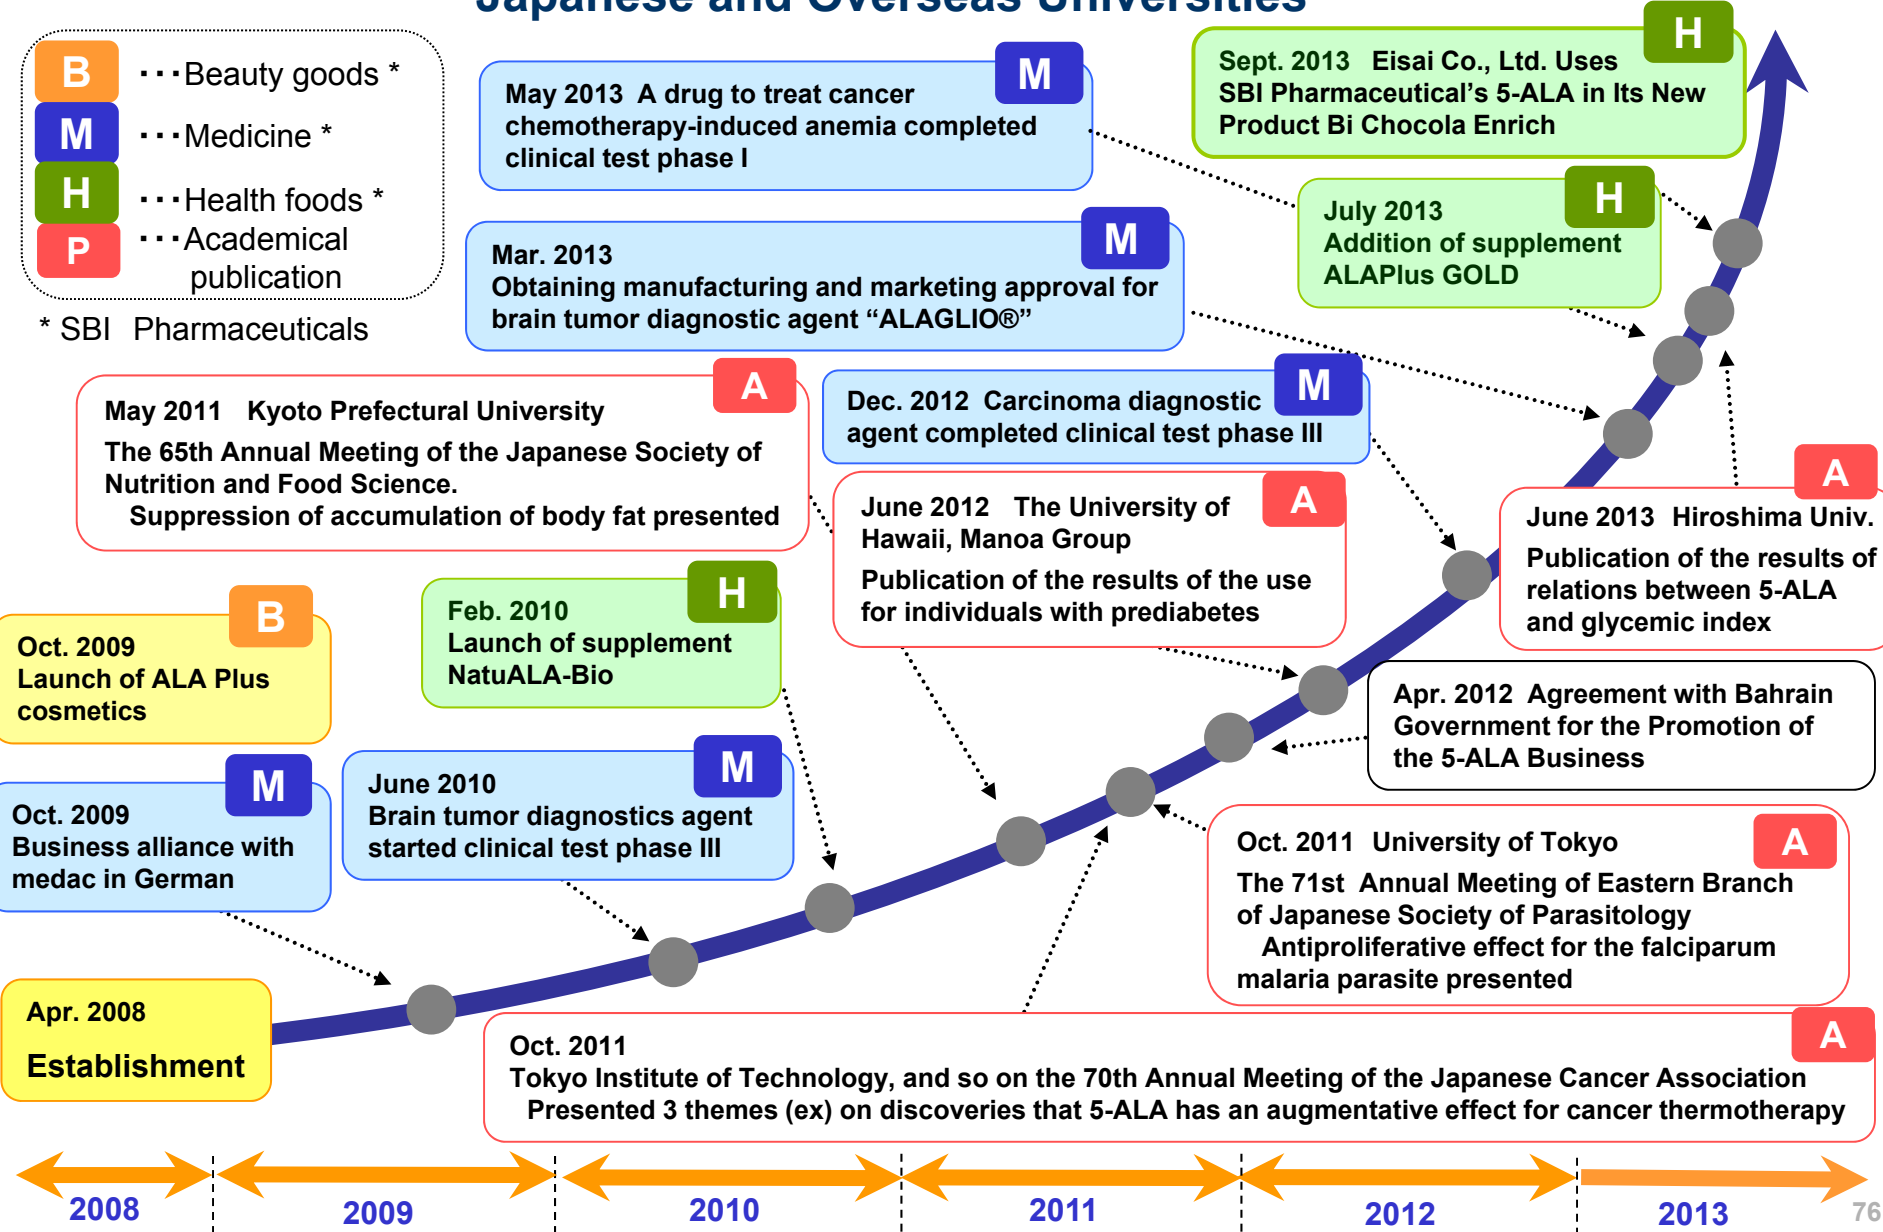 Japanese and Overseas Universities
B ・・・Beauty goods *
M ・・・Medicine *
H ・・・Health foods *
P ・・・Academical
publication
* SBI Pharmaceuticals
M
May 2013 A drug to treat cancer
chemotherapy-induced anemia completed
clinical test phase I
H
Sept. 2013 Eisai Co., Ltd. Uses
SBI Pharmaceutical's 5-ALA in Its New
Product Bi Chocola Enrich
H
July 2013
Addition of supplement
ALAPlus GOLD
M
Mar. 2013
Obtaining manufacturing and marketing approval for
brain tumor diagnostic agent “ALAGLIO®”
A
May 2011 Kyoto Prefectural University
The 65th Annual Meeting of the Japanese Society of
Nutrition and Food Science.
Suppression of accumulation of body fat presented
M
Dec. 2012 Carcinoma diagnostic
agent completed clinical test phase III
A
June 2012 The University of
Hawaii, Manoa Group
Publication of the results of the use
for individuals with prediabetes
A
June 2013 Hiroshima Univ.
Publication of the results of
relations between 5-ALA
and glycemic index
B
Oct. 2009
Launch of ALA Plus
cosmetics
H
Feb. 2010
Launch of supplement
NatuALA-Bio
Apr. 2012 Agreement with Bahrain
Government for the Promotion of
the 5-ALA Business
M
Oct. 2009
Business alliance with
medac in German
M
June 2010
Brain tumor diagnostics agent
started clinical test phase III
A
Oct. 2011 University of Tokyo
The 71st Annual Meeting of Eastern Branch
of Japanese Society of Parasitology
Antiproliferative effect for the falciparum
malaria parasite presented
Apr. 2008
Establishment
A
Oct. 2011
Tokyo Institute of Technology, and so on the 70th Annual Meeting of the Japanese Cancer Association
Presented 3 themes (ex) on discoveries that 5-ALA has an augmentative effect for cancer thermotherapy
2008 2009 2010 2011 2012 2013
76